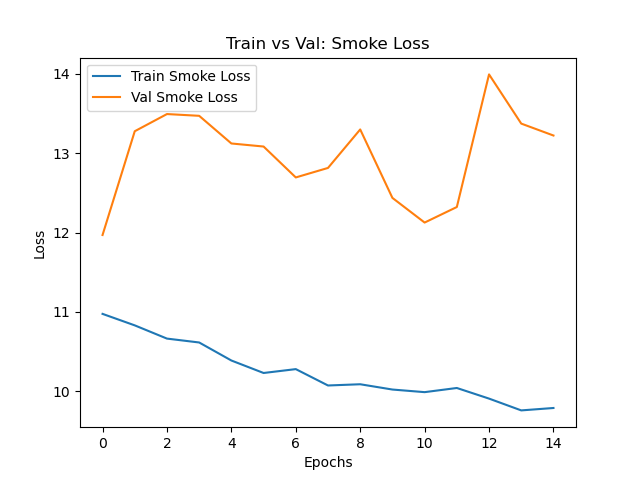 Train vs Val: Smoke Loss
Train Smoke Loss
Val Smoke Loss
14
13
12
11
10
Loss
0 2 4 6 8 10 12 14
Epochs